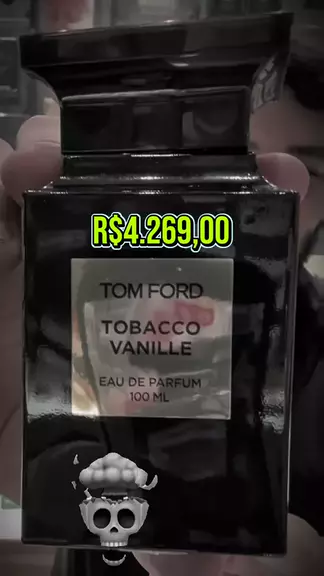 R$4.269,00
TOM FORD
TOBACCO
VANILLE
EAU DE PARFUM
100 ML